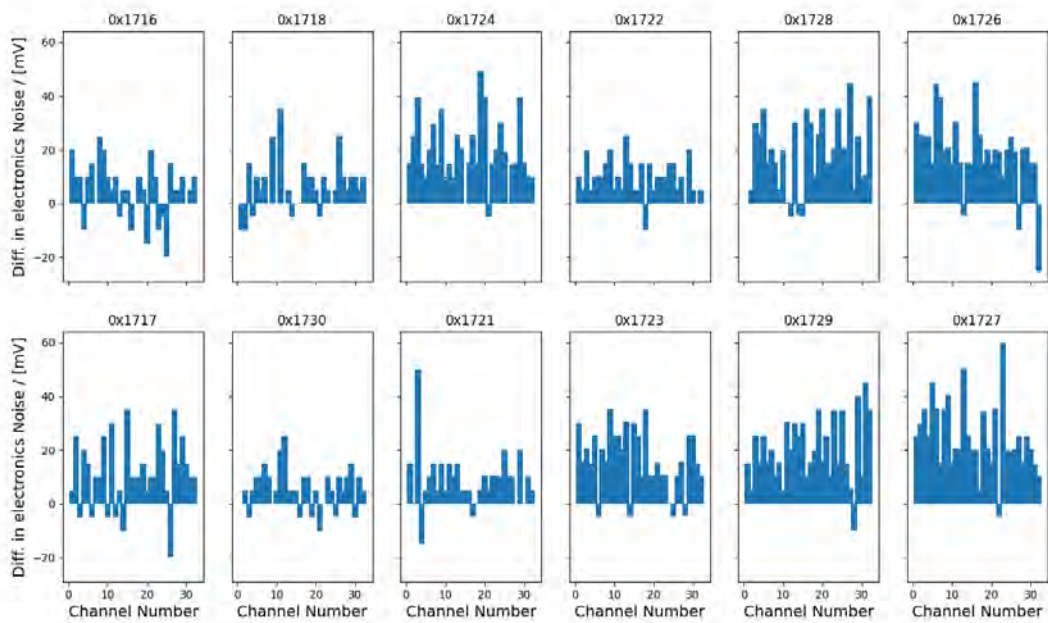 0x1716 0x1718 0x1724 0x1722 0x1728 0x1726
Diff. in electronics Noise / [mV]
60
40
20
0
−20
0x1717 0x1730 0x1721 0x1723 0x1729 0x1727
Diff. in electronics Noise / [mV]
60
40
20
0
−20
0 10 20 30 0 10 20 30 0 10 20 30 0 10 20 30 0 10 20 30 0 10 20 30
Channel Number Channel Number Channel Number Channel Number Channel Number Channel Number